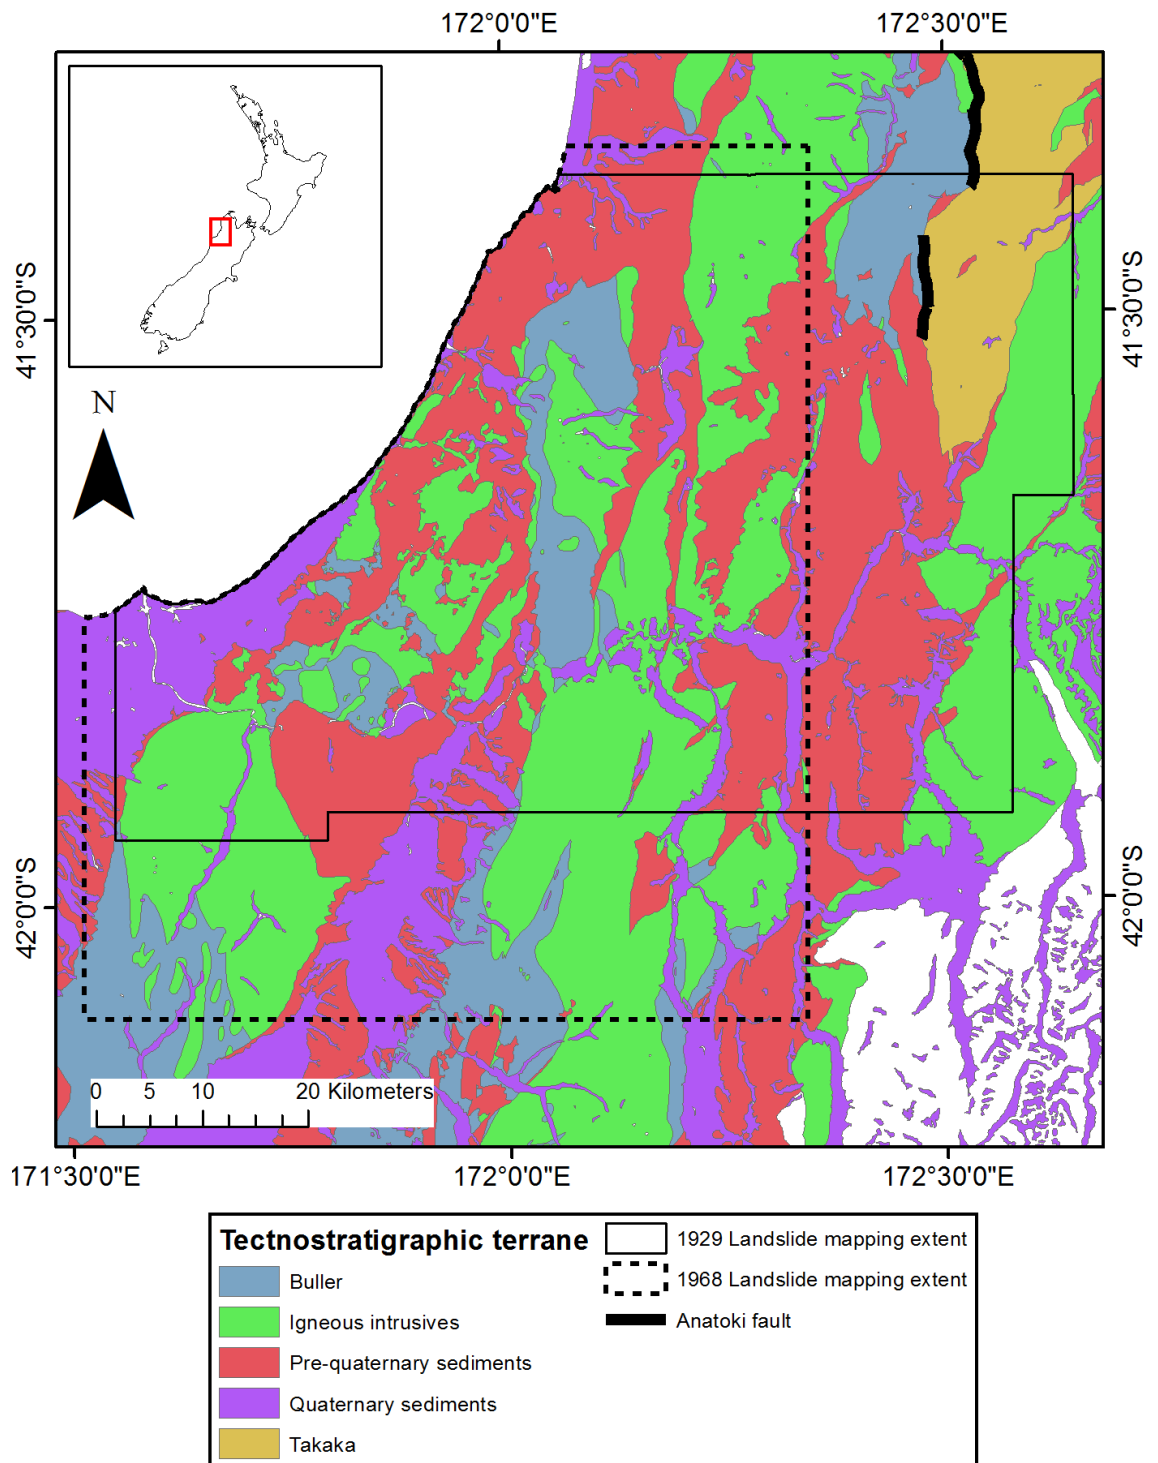 172°0'0"E 172°30'0"E
N
41°30'0"S
41°30'0"S
42°0'0"S
42°0'0"S
0 5 10 20 Kilometers
171°30'0"E 172°0'0"E 172°30'0"E
Tectnostratigraphic terrane
Buller
Igneous intrusives
Pre-quaternary sediments
Quaternary sediments
Takaka
1929 Landslide mapping extent
1968 Landslide mapping extent
Anatoki fault